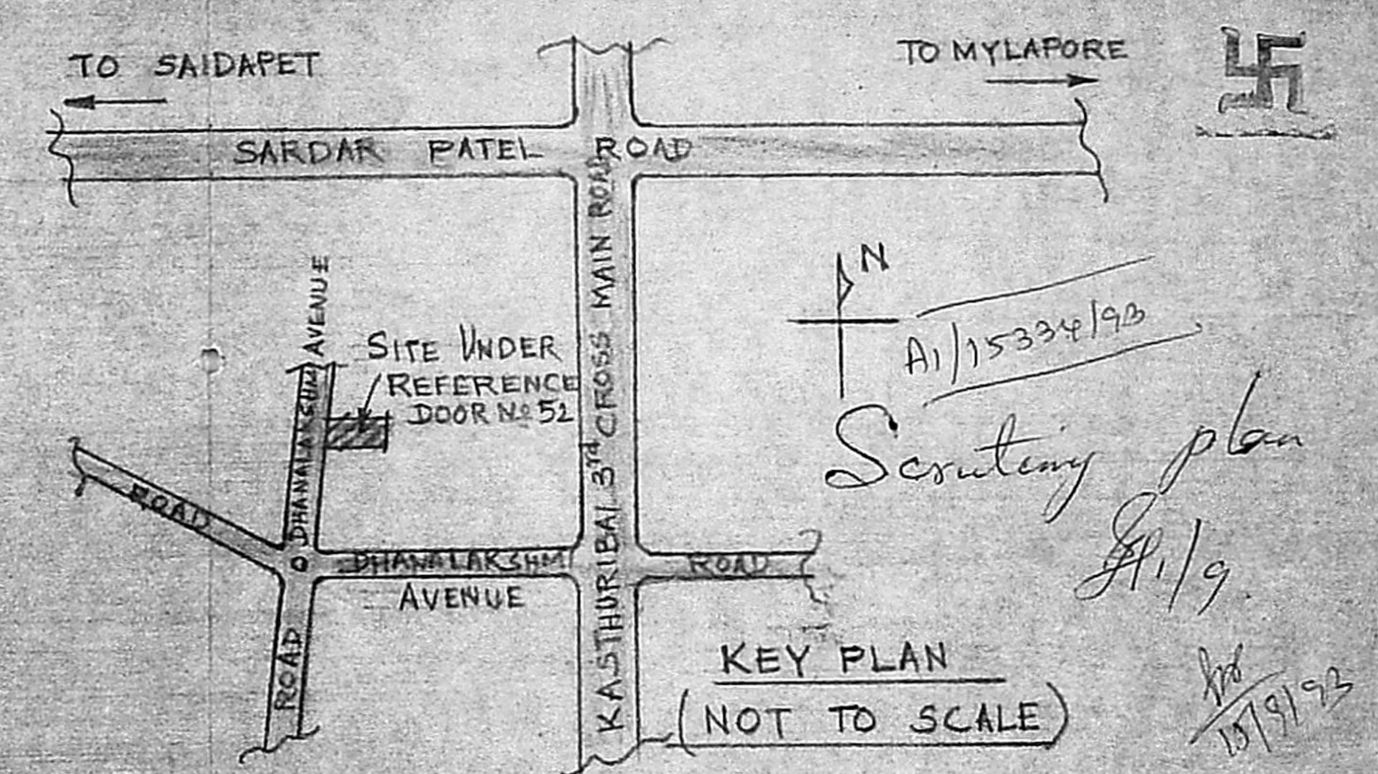 TO SAIDAPET
TO MYLAPORE
SARDAR PATEL ROAD
KASTHURIBAI 3rd CROSS MAIN ROAD
N
A1/15334/93
DHANALAKSHMI AVENUE
SITE UNDER
REFERENCE
DOOR No 52
Scrutiny plan
ROAD
DHANALAKSHMI
AVENUE
ROAD
ROAD
KEY PLAN
(NOT TO SCALE)
15/9/93